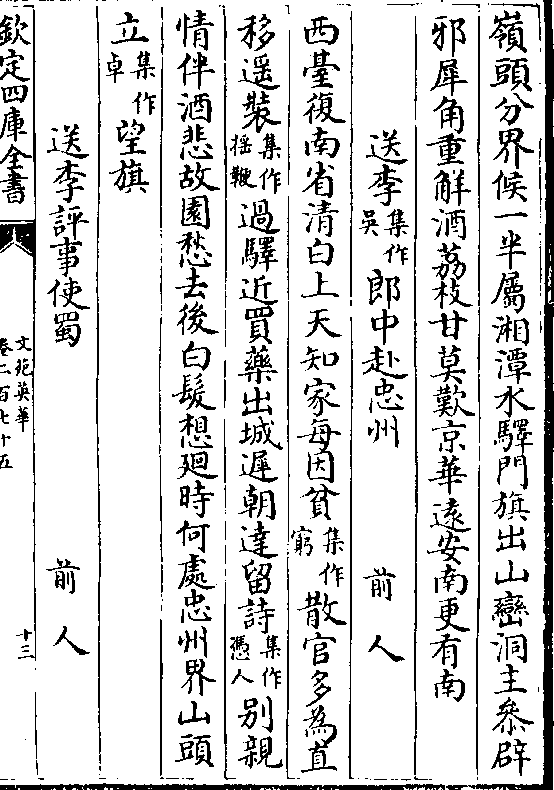 嶺頭分界候一半屬湘潭水驛門旗出山巒洞主叅辟
邪犀角重解酒荔枝甘莫歎京華遠安南更有南
送李集作吳郎中赴忠州 前人
西臺復南省清白上天知家每因貧集作窮散官多為直
移遥裝集作摇鞭過驛近買藥出城遲朝達留詩集作憑人別親
情伴酒悲故園愁去後白髮想廻時何處忠州界山頭
立集作卓望旗
送李評事使蜀 前人
欽定四庫全書
文苑英華
卷二百七十五
十三